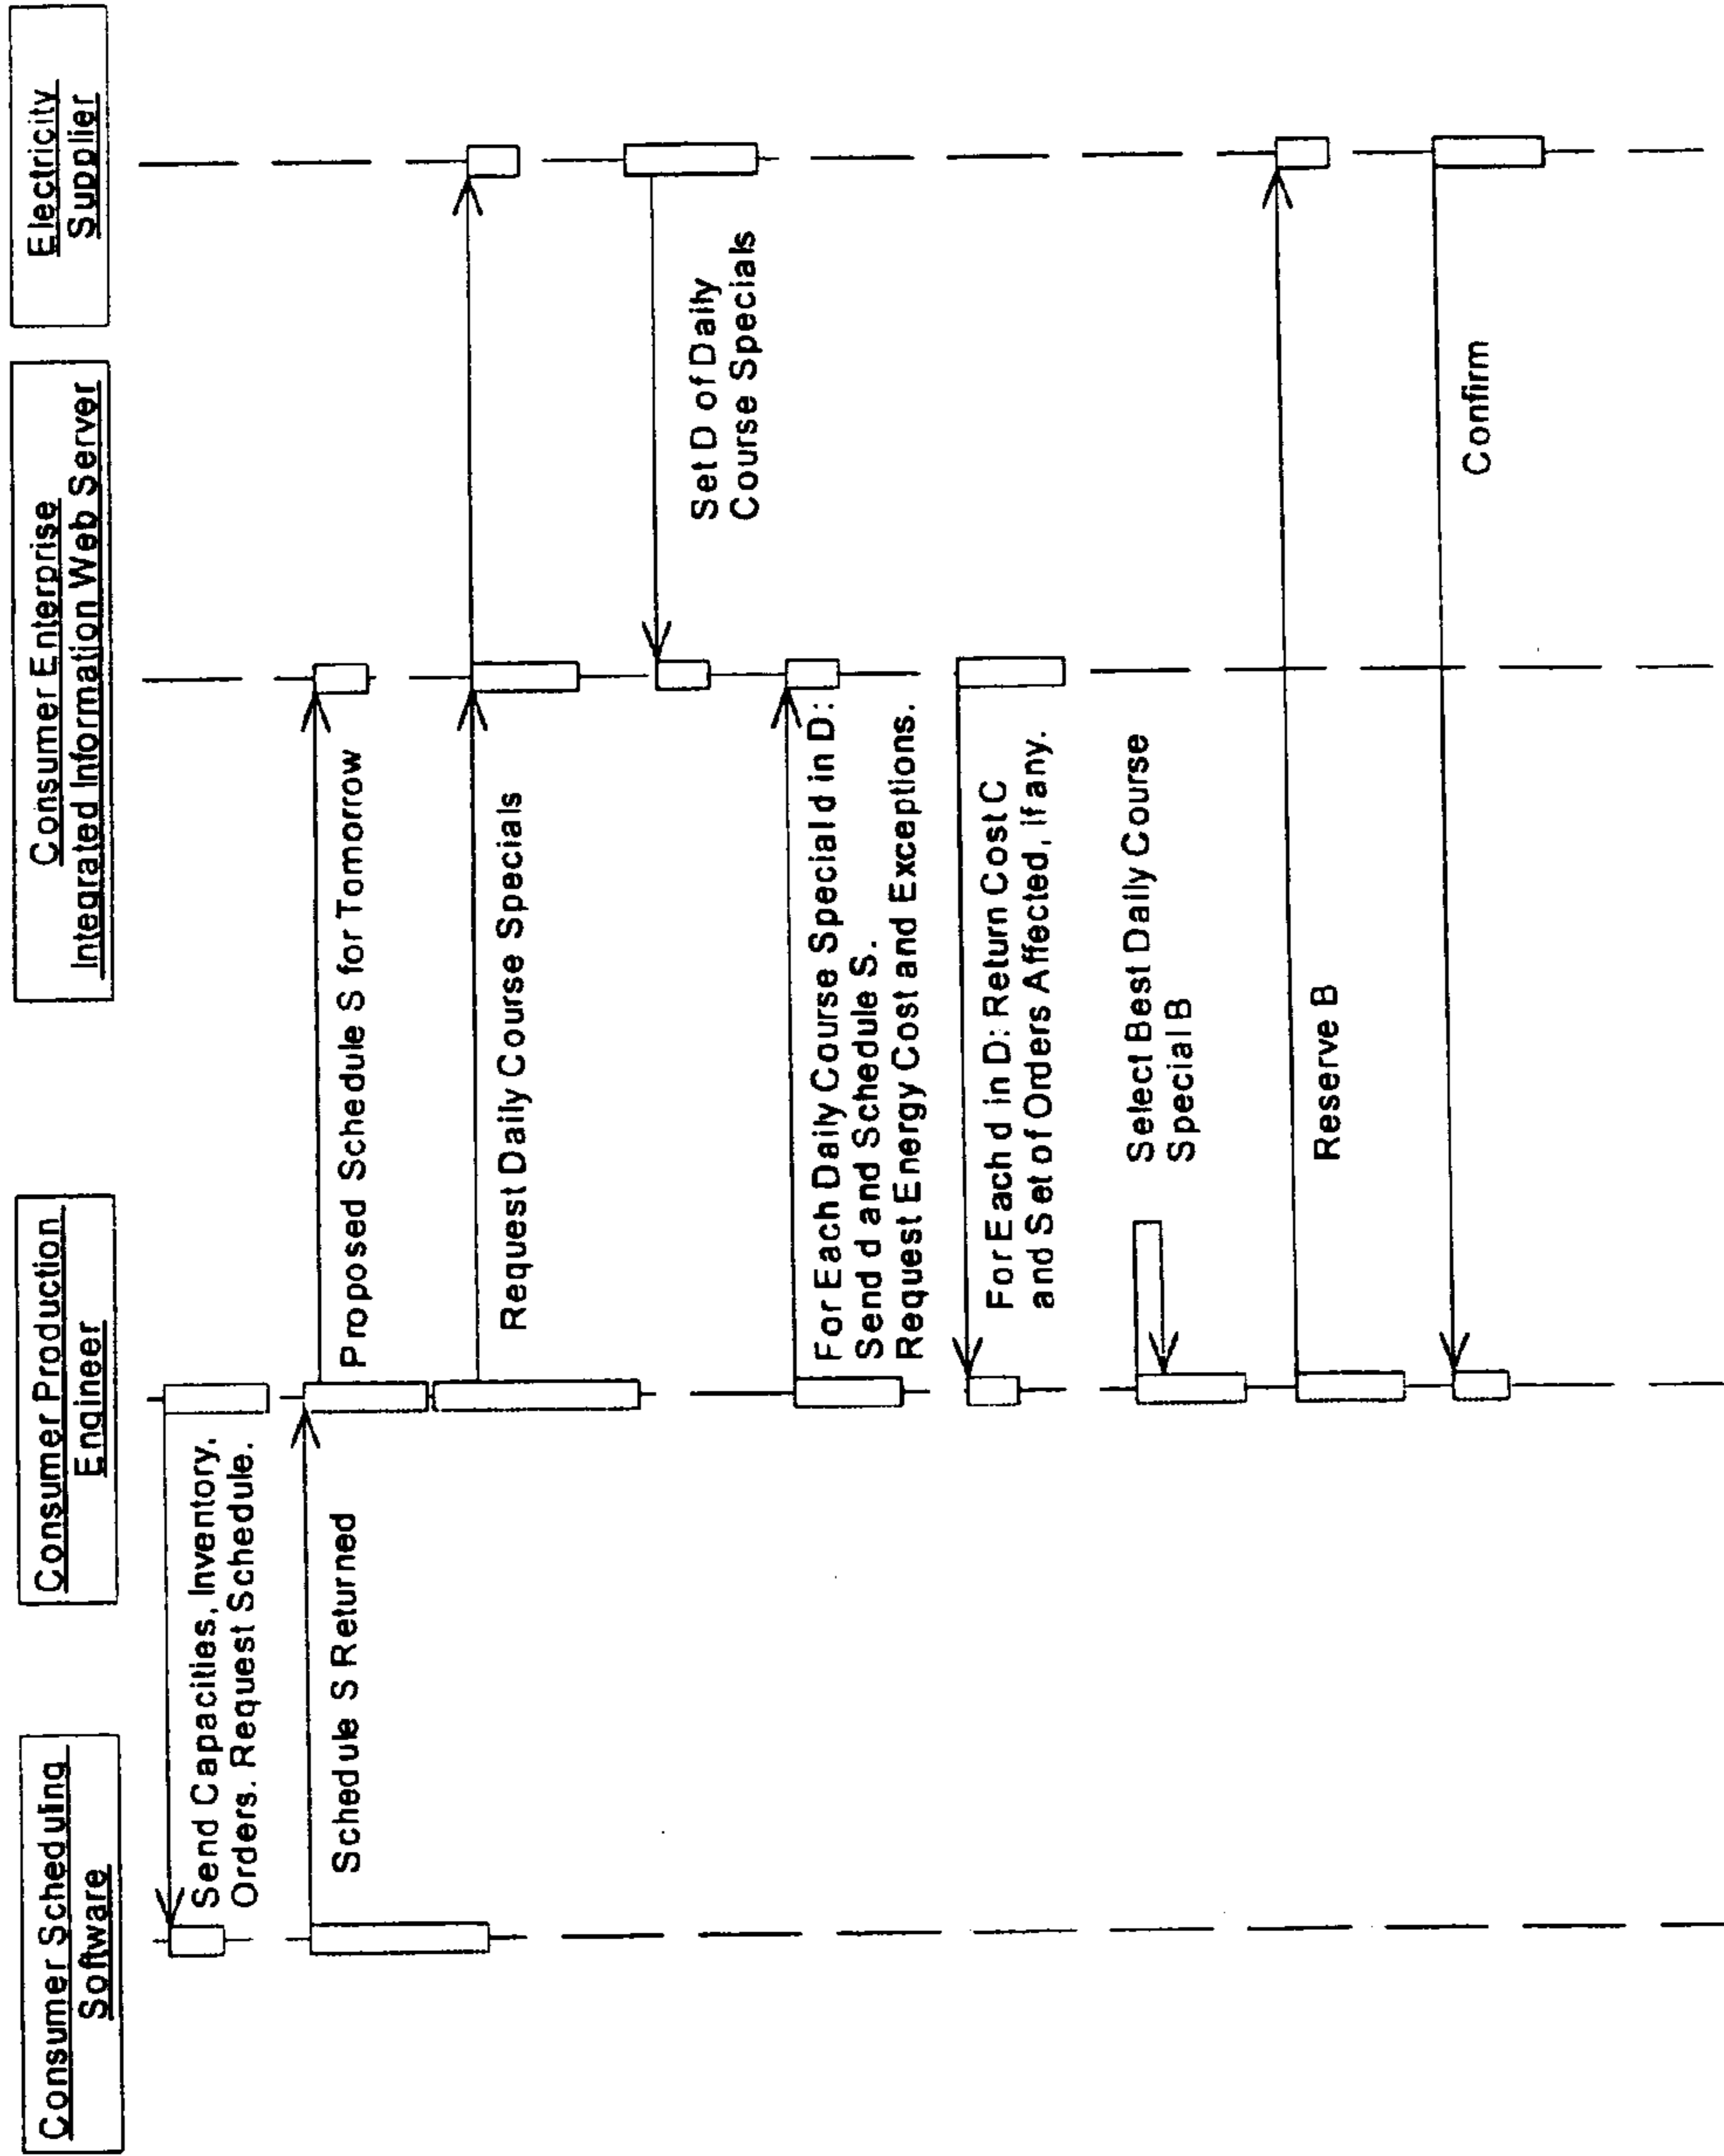 Consumer Scheduling
Software
Consumer Production
Engineer
Consumer Enterprise
Integrated Information Web Server
Electricity
Supplier
Send Capacities, Inventory.
Orders. Request Schedule.
Schedule S Returned
Proposed Schedule S for Tomorrow
Request Daily Course Specials
Set D of Daily
Course Specials
For Each Daily Course Special d in D:
Send d and Schedule S.
Request Energy Cost and Exceptions.
For Each d in D: Return Cost C
and Set of Orders Affected, if any.
Select Best Daily Course
Special B
Reserve B
Confirm